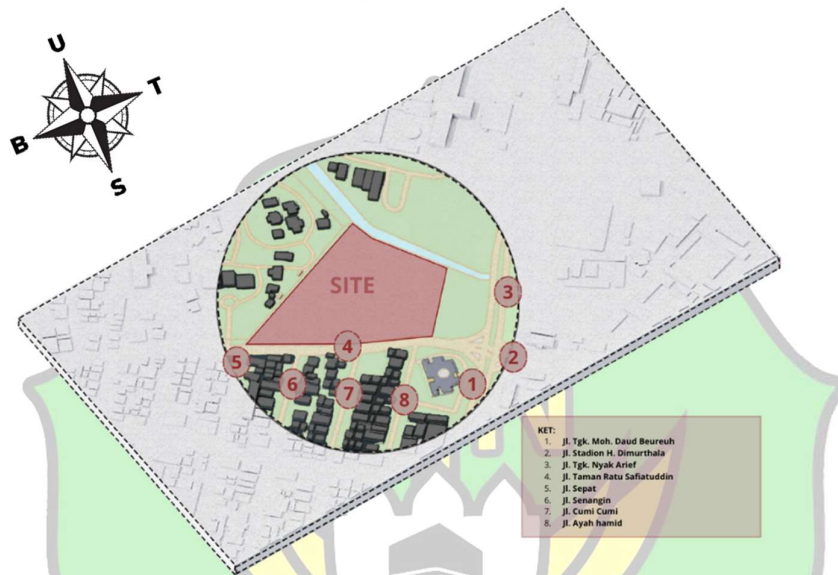 U
T
B
S
SITE
3
4
2
5
6
7
8
1
KET:
1. Jl. Tgk. Moh. Daud Beureuh
2. Jl. Stadion H. Dimurthala
3. Jl. Tgk. Nyak Arief
4. Jl. Taman Ratu Safiatuddin
5. Jl. Sepat
6. Jl. Senangin
7. Jl. Cumi Cumi
8. Jl. Ayah hamid